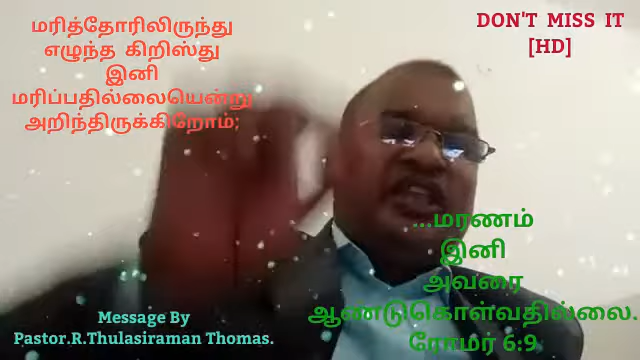 மரித்தோரிலிருந்து
எழுந்த கிறிஸ்து
இனி
மரிப்பதில்லையென்று
அறிந்திருக்கிறோம்;
DON'T MISS IT
[HD]
...மரணம்
இனி
அவரை
ஆண்டுகொள்வதில்லை.
ரோமர் 6:9
Message By
Pastor.R.Thulasiraman Thomas.